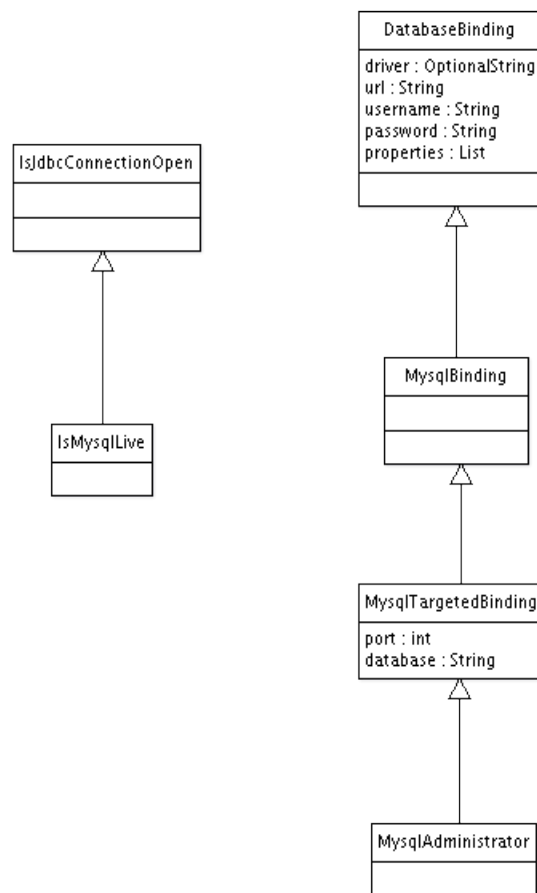 DatabaseBinding
driver : OptionalString
url : String
username : String
password : String
properties : List
IsJdbcConnectionOpen
MysqlBinding
IsMysqlLive
MysqlTargetedBinding
port : int
database : String
MysqlAdministrator